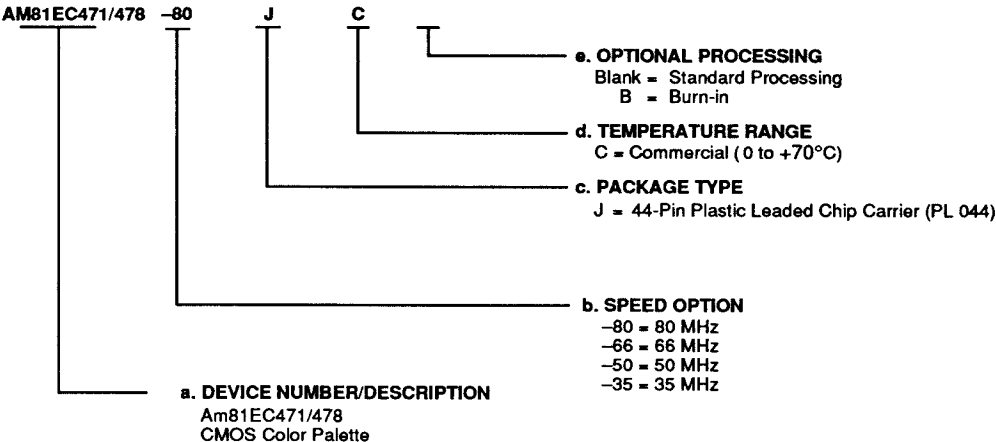 AM81EC471/478 –80 J C
e. OPTIONAL PROCESSING
Blank = Standard Processing
B = Burn-in
d. TEMPERATURE RANGE
C = Commercial ( 0 to +70°C)
c. PACKAGE TYPE
J = 44-Pin Plastic Leaded Chip Carrier (PL 044)
b. SPEED OPTION
–80 = 80 MHz
–66 = 66 MHz
–50 = 50 MHz
–35 = 35 MHz
a. DEVICE NUMBER/DESCRIPTION
Am81EC471/478
CMOS Color Palette